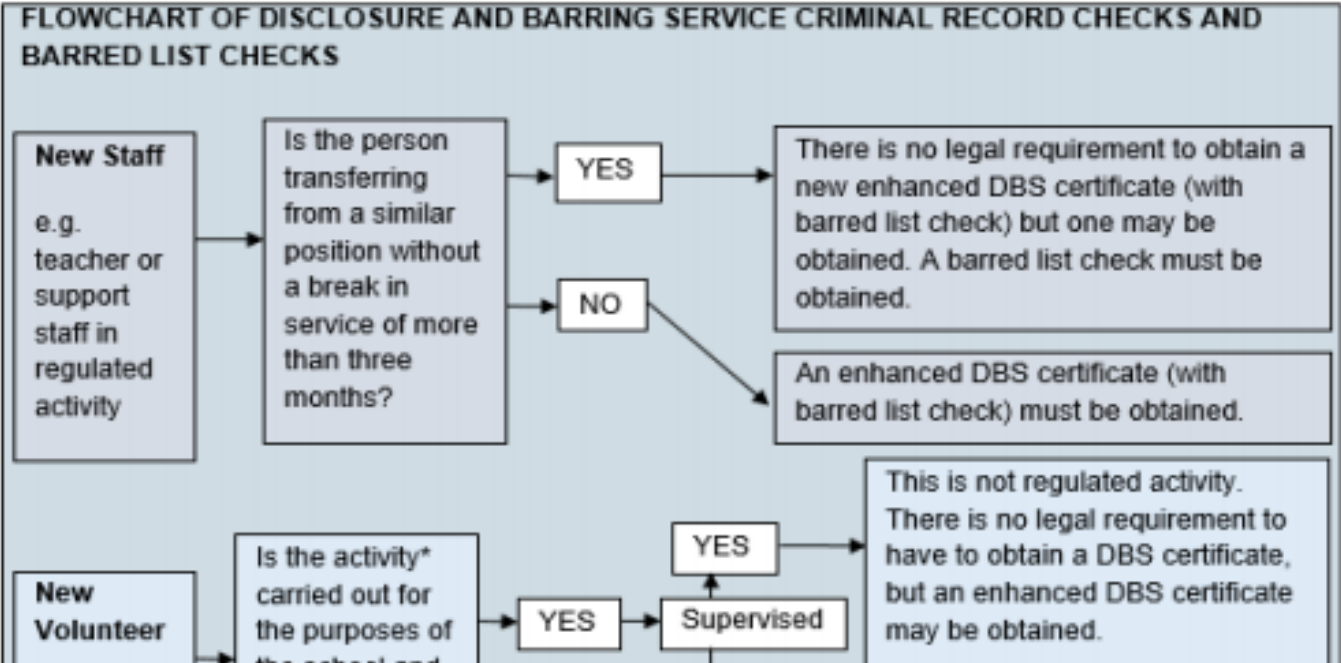 FLOWCHART OF DISCLOSURE AND BARRING SERVICE CRIMINAL RECORD CHECKS AND
BARRED LIST CHECKS
New Staff
e.g.
teacher or
support
staff in
regulated
activity
Is the person
transferring
from a similar
position without
a break in
service of more
than three
months?
YES
There is no legal requirement to obtain a
new enhanced DBS certificate (with
barred list check) but one may be
obtained. A barred list check must be
obtained.
NO
An enhanced DBS certificate (with
barred list check) must be obtained.
New
Volunteer
Is the activity*
carried out for
the purposes of
the school and
YES
Supervised
YES
This is not regulated activity.
There is no legal requirement to
have to obtain a DBS certificate,
but an enhanced DBS certificate
may be obtained.